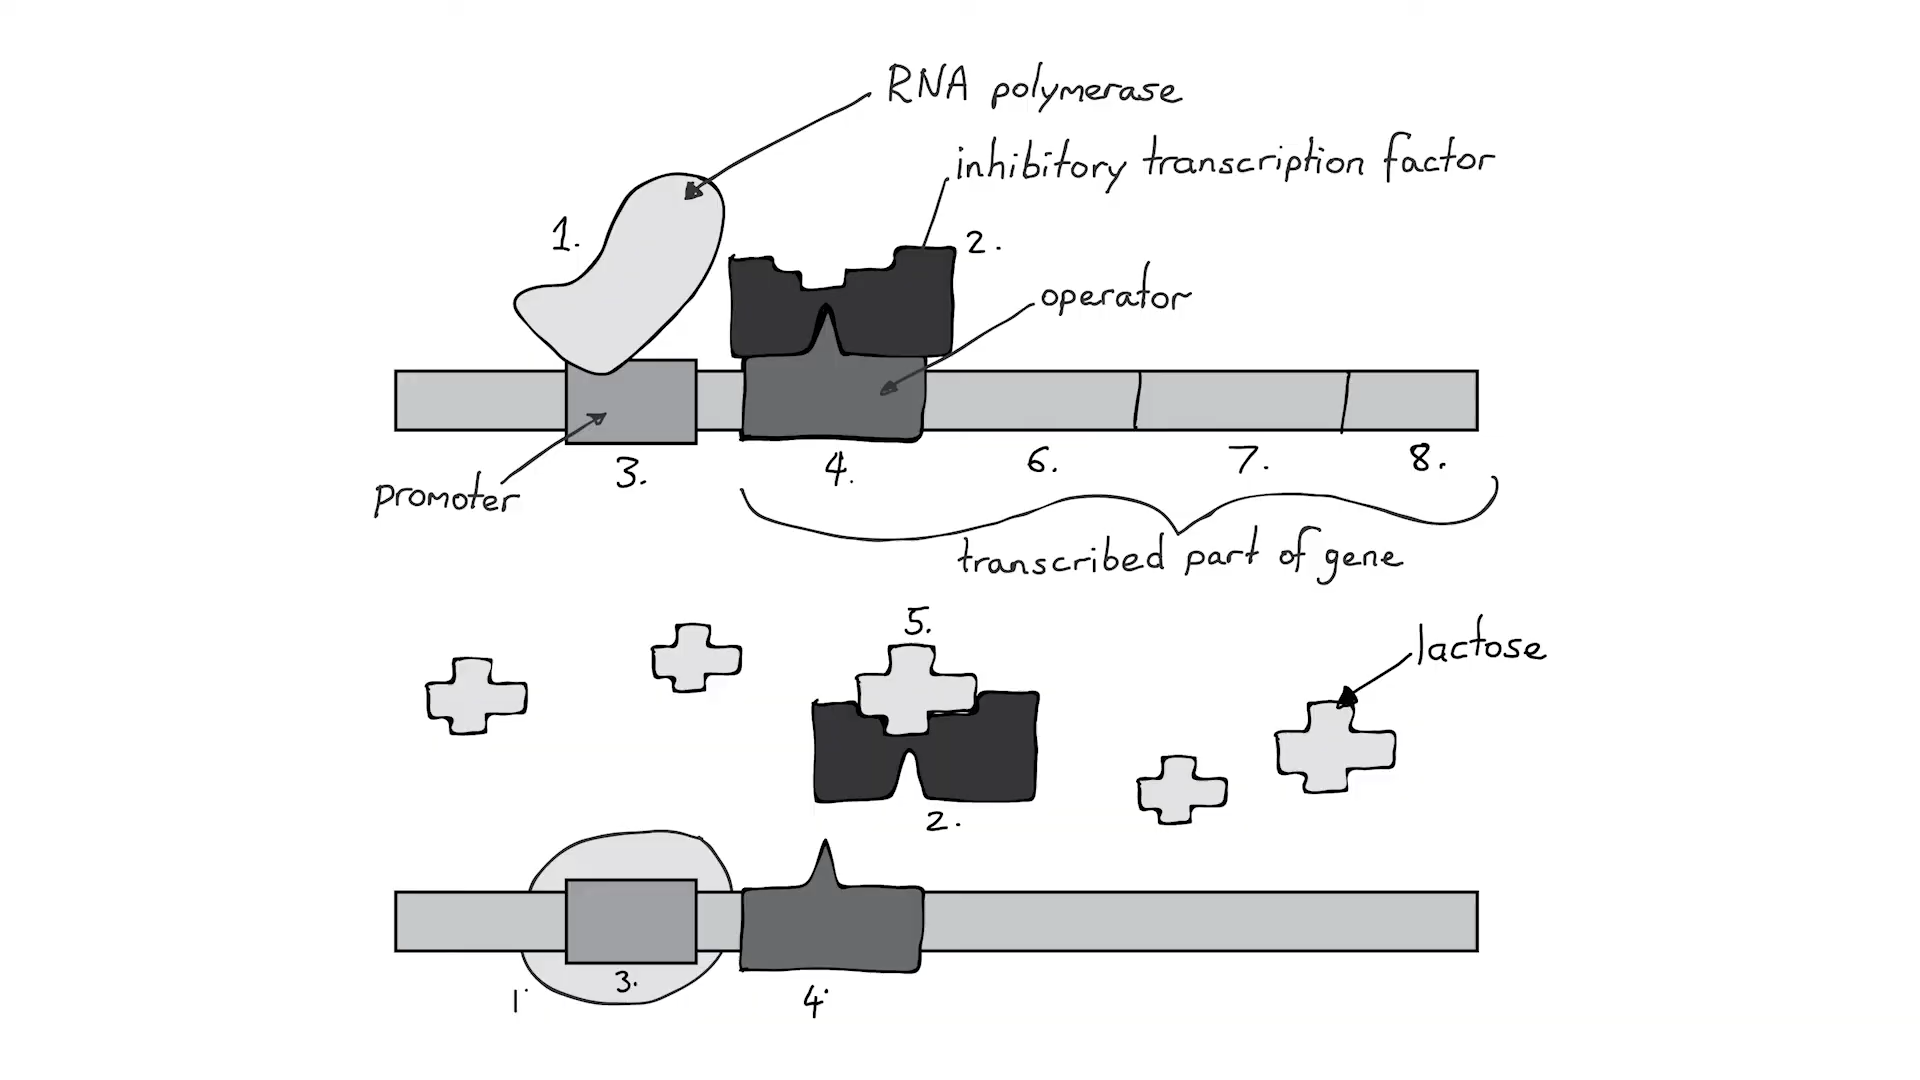 RNA polymerase
inhibitory transcription factor
1.
2.
operator
promoter
3.
4.
6.
7.
8.
transcribed part of gene
5.
lactose
2.
3.
1.
4.